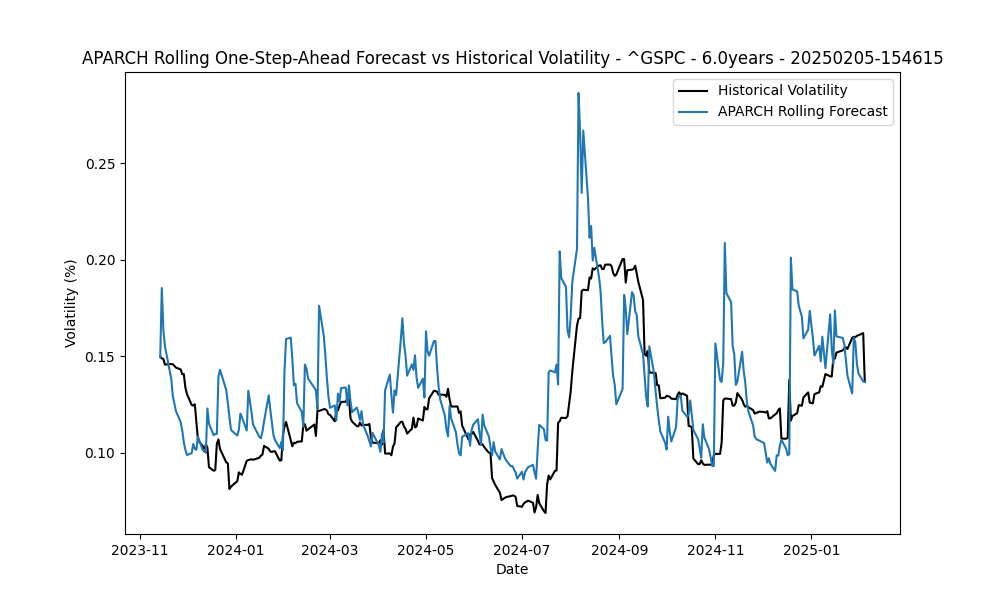 APARCH Rolling One-Step-Ahead Forecast vs Historical Volatility - ^GSPC - 6.0years - 20250205-154615
Historical Volatility
APARCH Rolling Forecast
Volatility (%)
0.25
0.20
0.15
0.10
2023-11 2024-01 2024-03 2024-05 2024-07 2024-09 2024-11 2025-01
Date